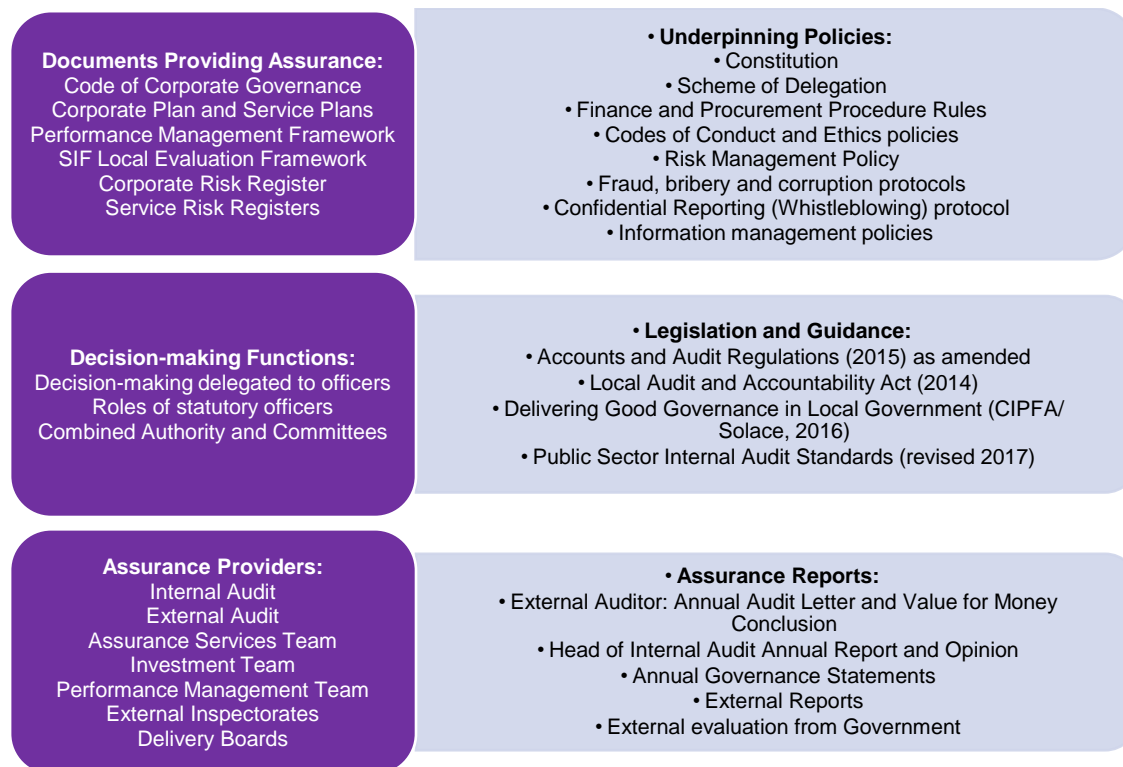 Documents Providing Assurance:
Code of Corporate Governance
Corporate Plan and Service Plans
Performance Management Framework
SIF Local Evaluation Framework
Corporate Risk Register
Service Risk Registers
• Underpinning Policies:
• Constitution
• Scheme of Delegation
• Finance and Procurement Procedure Rules
• Codes of Conduct and Ethics policies
• Risk Management Policy
• Fraud, bribery and corruption protocols
• Confidential Reporting (Whistleblowing) protocol
• Information management policies
Decision-making Functions:
Decision-making delegated to officers
Roles of statutory officers
Combined Authority and Committees
• Legislation and Guidance:
• Accounts and Audit Regulations (2015) as amended
• Local Audit and Accountability Act (2014)
• Delivering Good Governance in Local Government (CIPFA/
Solace, 2016)
• Public Sector Internal Audit Standards (revised 2017)
Assurance Providers:
Internal Audit
External Audit
Assurance Services Team
Investment Team
Performance Management Team
External Inspectorates
Delivery Boards
• Assurance Reports:
• External Auditor: Annual Audit Letter and Value for Money
Conclusion
• Head of Internal Audit Annual Report and Opinion
• Annual Governance Statements
• External Reports
• External evaluation from Government